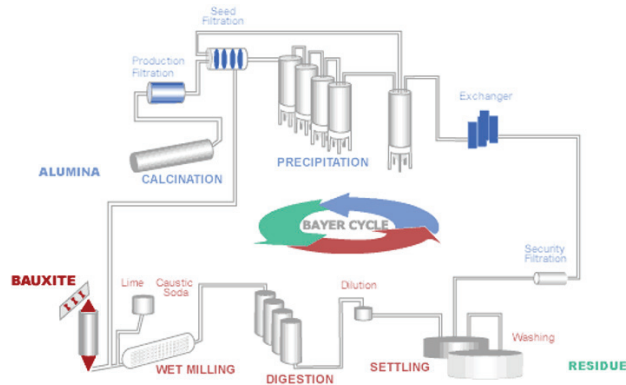 Seed
Filtration
Production
Filtration
Exchanger
PRECIPITATION
ALUMINA
CALCINATION
BAYER CYCLE
Security
Filtration
BAUXITE
Lime
Caustic
Soda
Dilution
Washing
WET MILLING
DIGESTION
SETTLING
RESIDUE